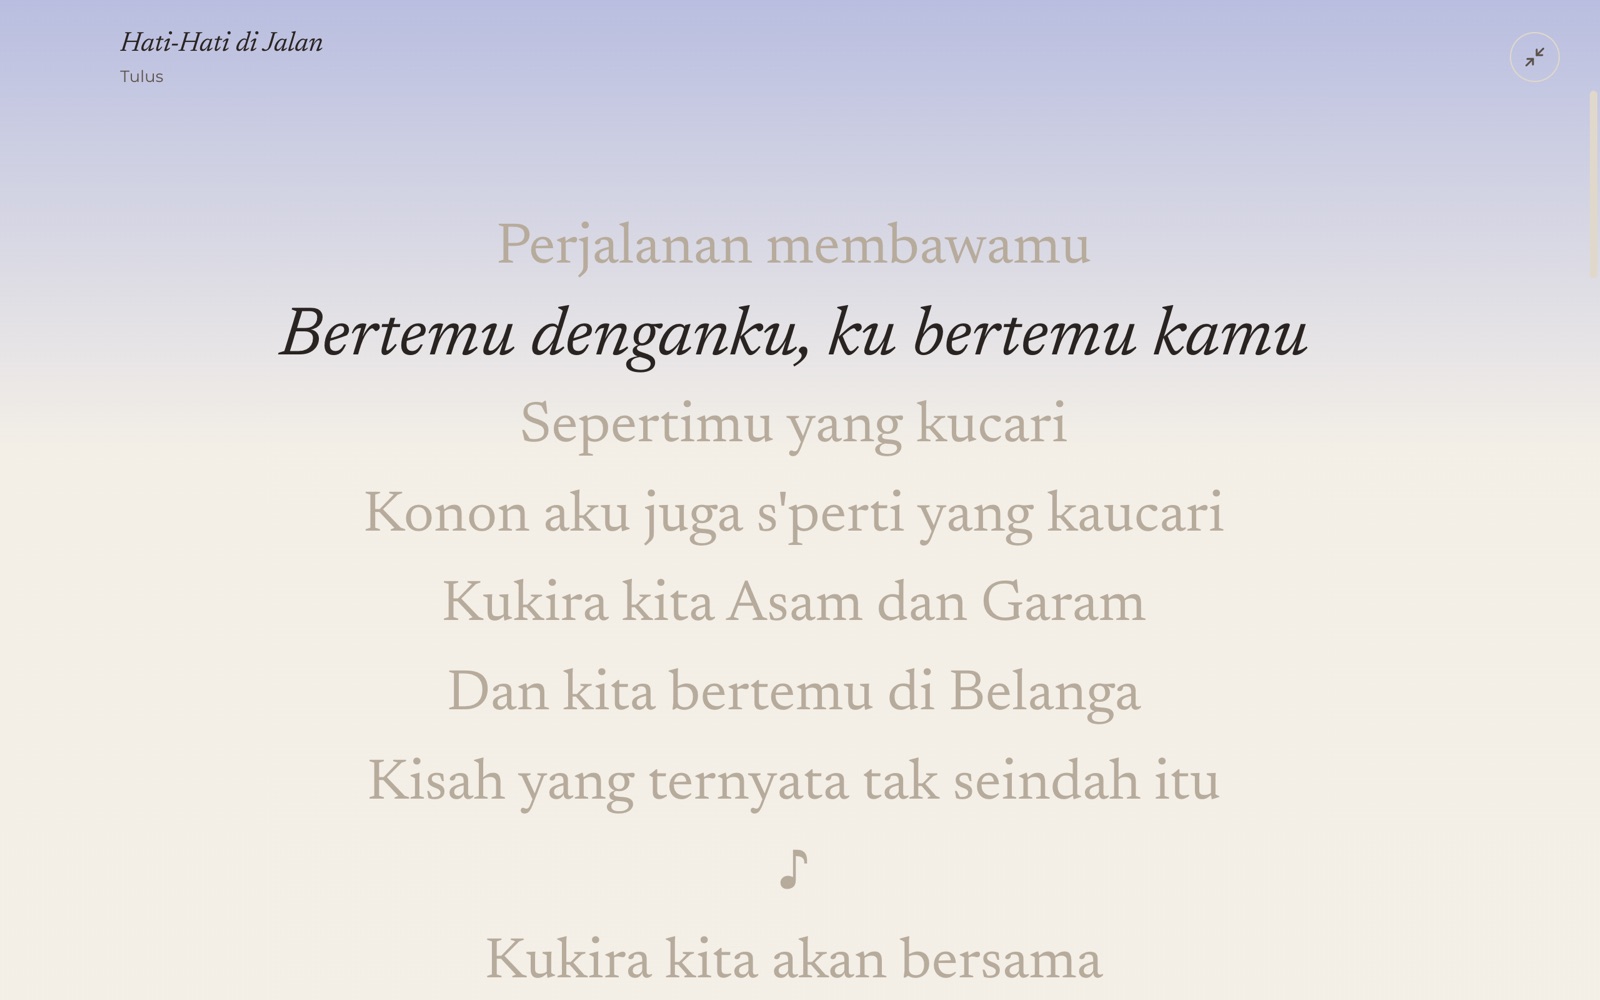 Hati-Hati di Jalan
Tulus
Perjalanan membawamu
Bertemu denganku, ku bertemu kamu
Sepertimu yang kucari
Konon aku juga s'perti yang kaucari
Kukira kita Asam dan Garam
Dan kita bertemu di Belanga
Kisah yang ternyata tak seindah itu
♪
Kukira kita akan bersama